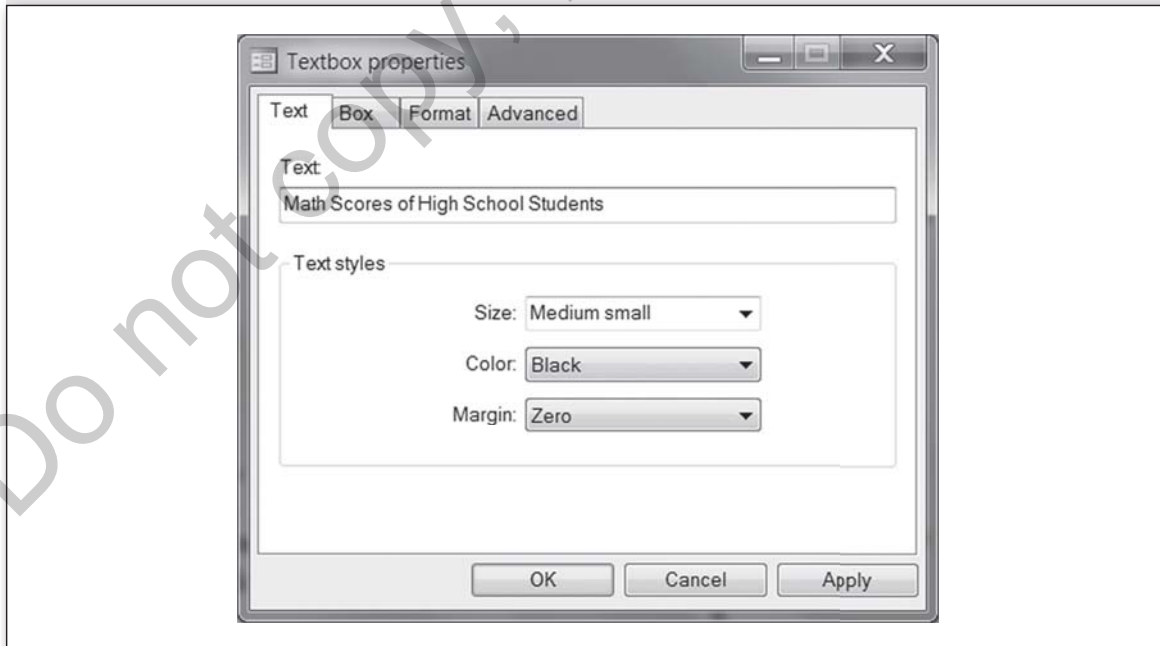 Do not copy,
Textbox properties
Text Box Format Advanced
Text:
Math Scores of High School Students
Text styles
Size: Medium small
Color: Black
Margin: Zero
OK Cancel Apply